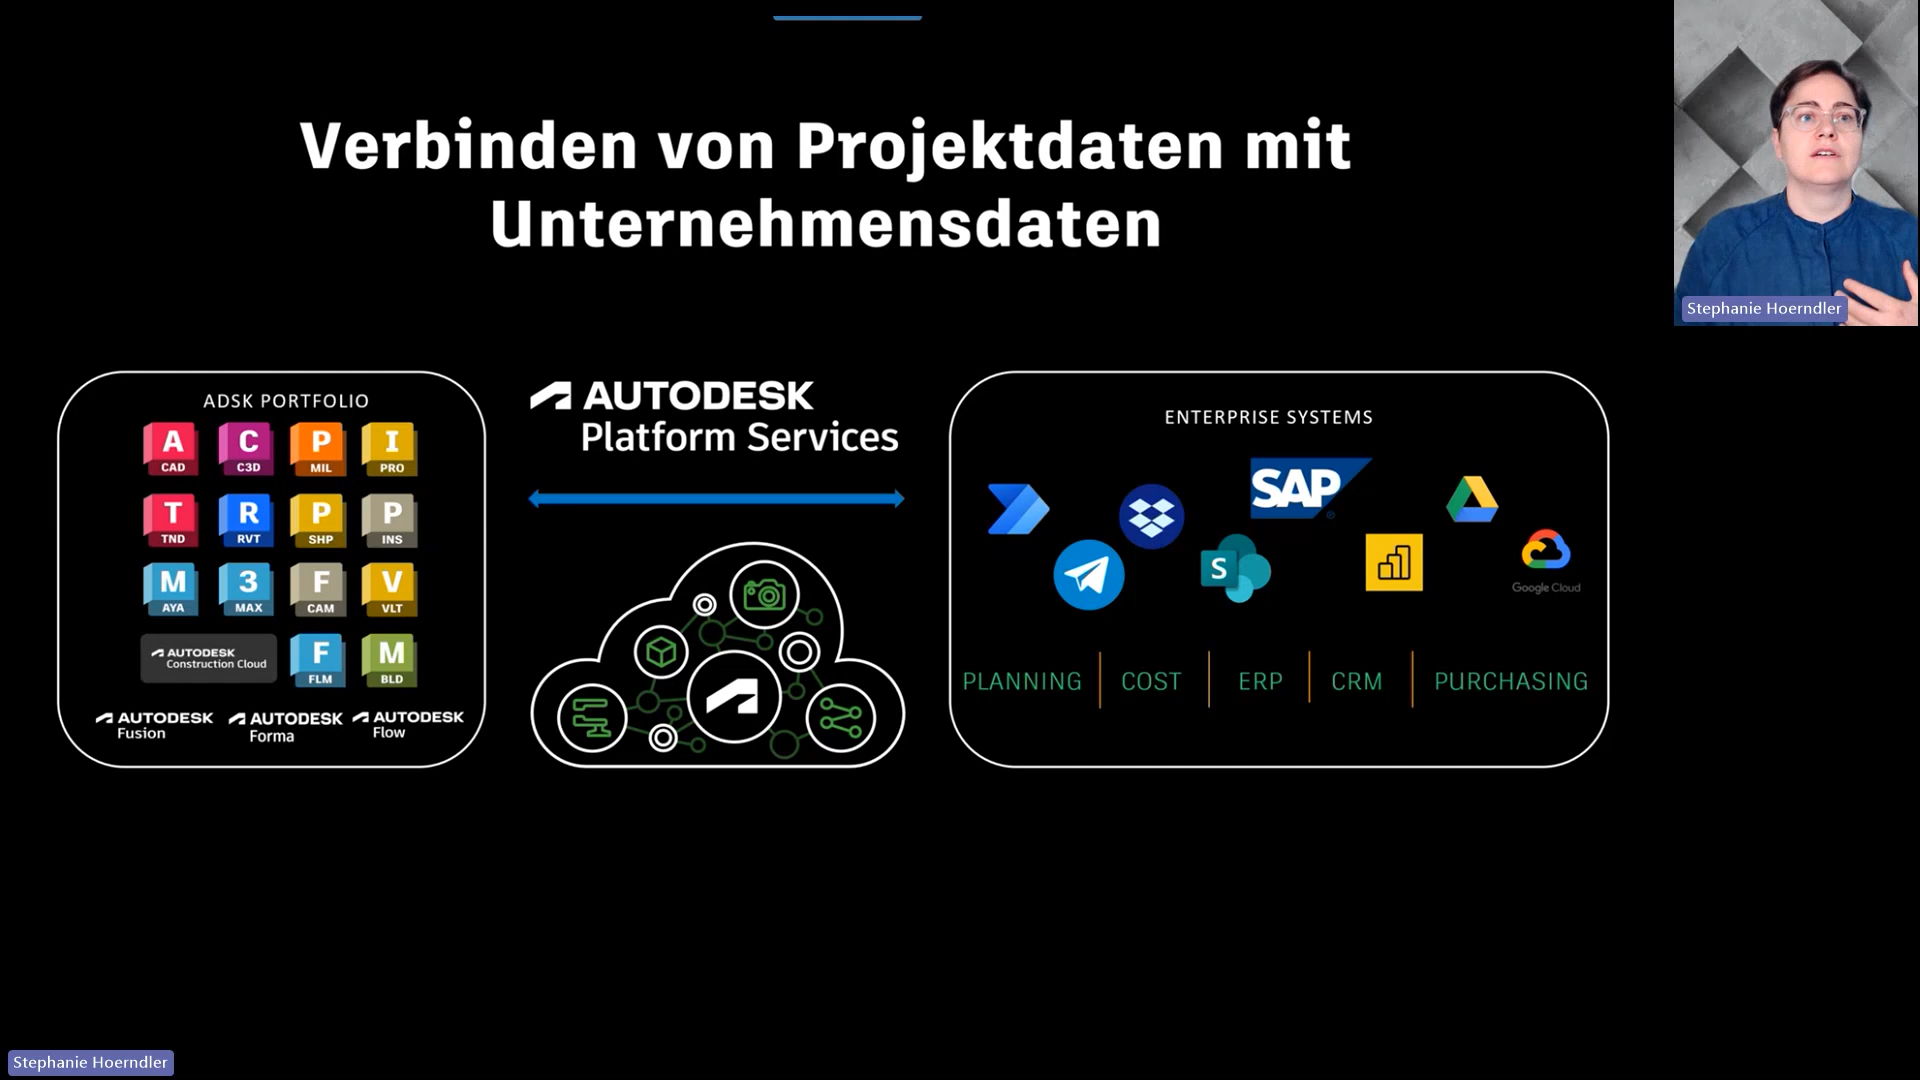 Verbinden von Projektdaten mit
Unternehmensdaten
Stephanie Hoerndler
ADSK PORTFOLIO
A CAD
C C3D
P MIL
I PRO
T TND
R RVT
P SHP
P INS
M AYA
3 MAX
F CAM
V VLT
AUTODESK
Construction Cloud
F FLM
M BLD
AUTODESK
Fusion
AUTODESK
Forma
AUTODESK
Flow
AUTODESK
Platform Services
ENTERPRISE SYSTEMS
SAP
S
Google Cloud
PLANNING
COST
ERP
CRM
PURCHASING
Stephanie Hoerndler